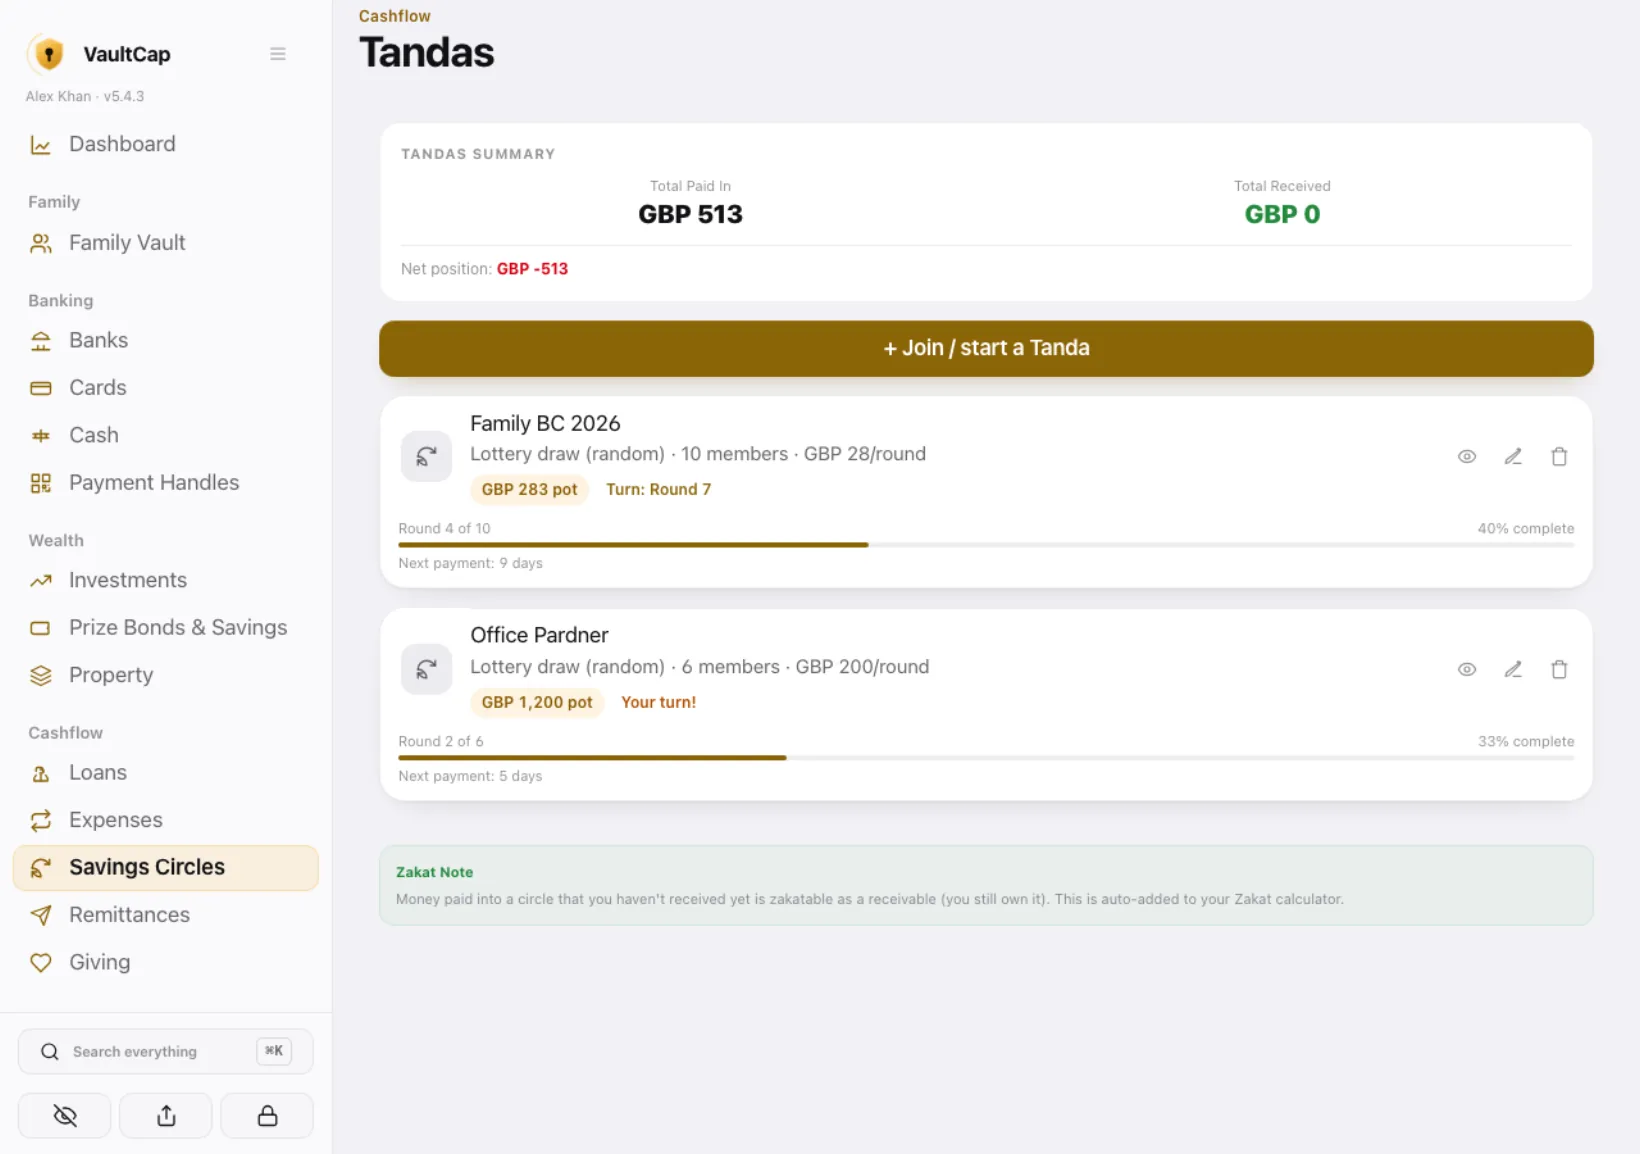 VaultCap
Alex Khan · v5.4.3
Dashboard
Family
Family Vault
Banking
Banks
Cards
Cash
Payment Handles
Wealth
Investments
Prize Bonds & Savings
Property
Cashflow
Loans
Expenses
Savings Circles
Remittances
Giving
Search everything
⌘K
Cashflow
Tandas
TANDAS SUMMARY
Total Paid In
GBP 513
Total Received
GBP 0
Net position: GBP -513
+ Join / start a Tanda
Family BC 2026
Lottery draw (random) · 10 members · GBP 28/round
GBP 283 pot
Turn: Round 7
Round 4 of 10
40% complete
Next payment: 9 days
Office Pardner
Lottery draw (random) · 6 members · GBP 200/round
GBP 1,200 pot
Your turn!
Round 2 of 6
33% complete
Next payment: 5 days
Zakat Note
Money paid into a circle that you haven't received yet is zakatable as a receivable (you still own it). This is auto-added to your Zakat calculator.